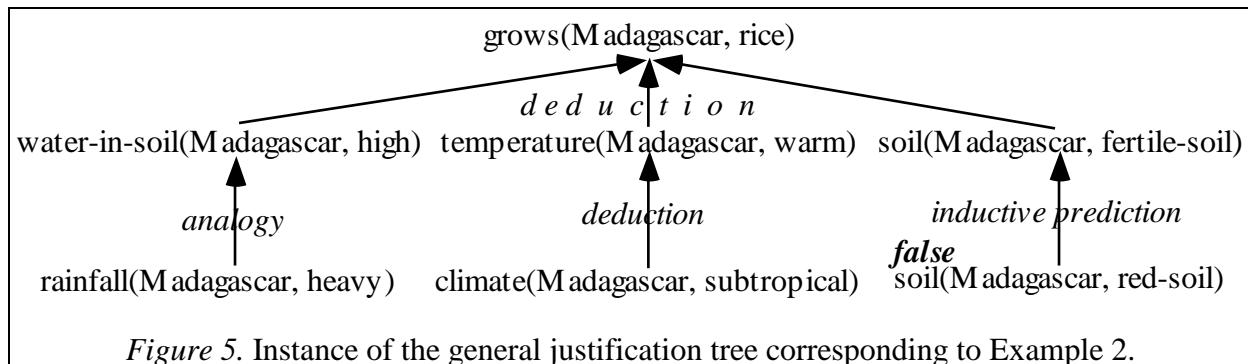 grows(Madagascar, rice)
deduction
water-in-soil(Madagascar, high) temperature(Madagascar, warm) soil(Madagascar, fertile-soil)
analogy deduction inductive prediction
false
rainfall(Madagascar, heavy) climate(Madagascar, subtropical) soil(Madagascar, red-soil)
Figure 5. Instance of the general justification tree corresponding to Example 2.